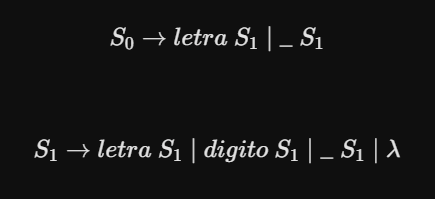 S₀ → letra S₁ | _ S₁
S₁ → letra S₁ | digito S₁ | _ S₁ | λ